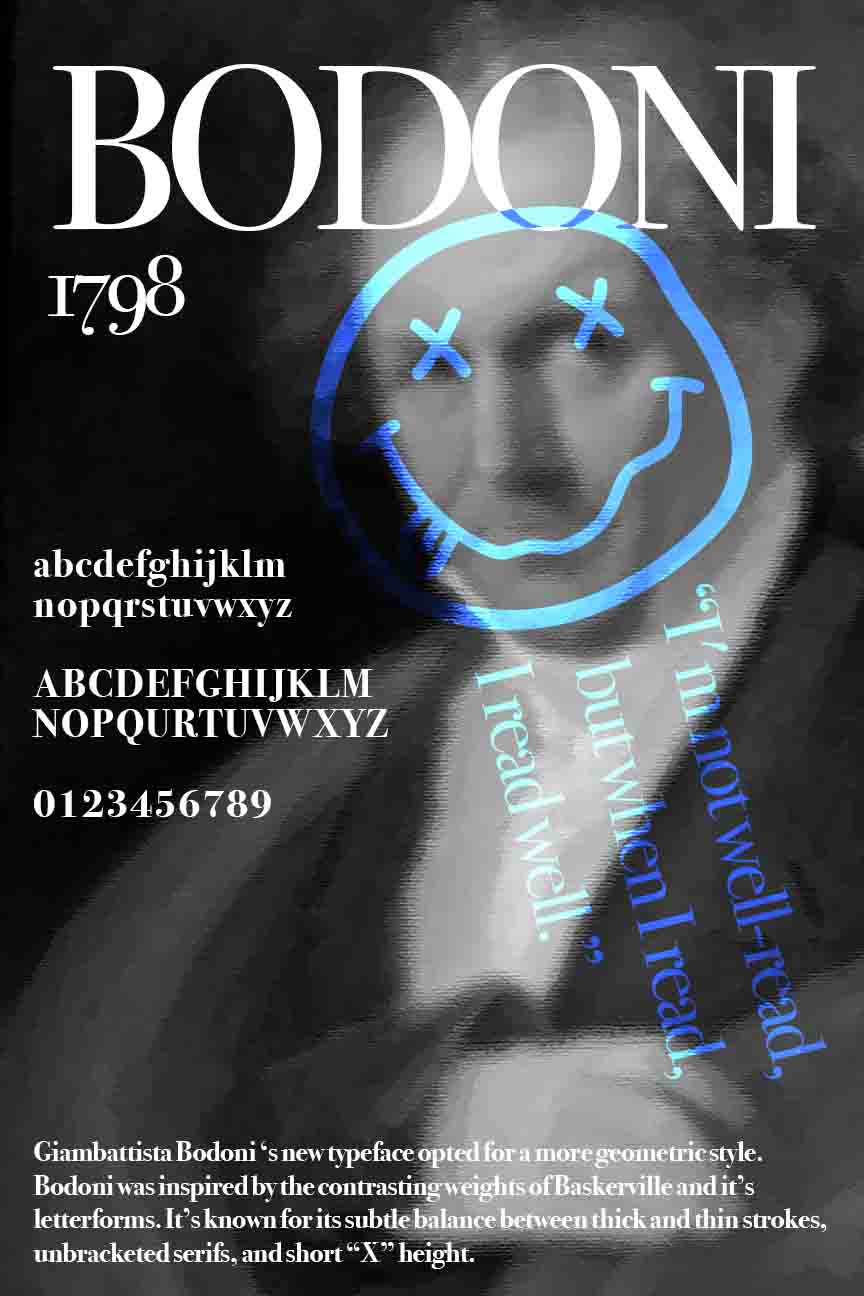 BODONI
1798
abcdefghijklm
nopqrstuvwxyz
ABCDEFGHIJKLM
NOPQURTUVWXYZ
0123456789
“I’m not well-read,
but when I read,
I read well.”
Giambattista Bodoni ‘s new typeface opted for a more geometric style.
Bodoni was inspired by the contrasting weights of Baskerville and it’s
letterforms. It’s known for its subtle balance between thick and thin strokes,
unbracketed serifs, and short “X” height.